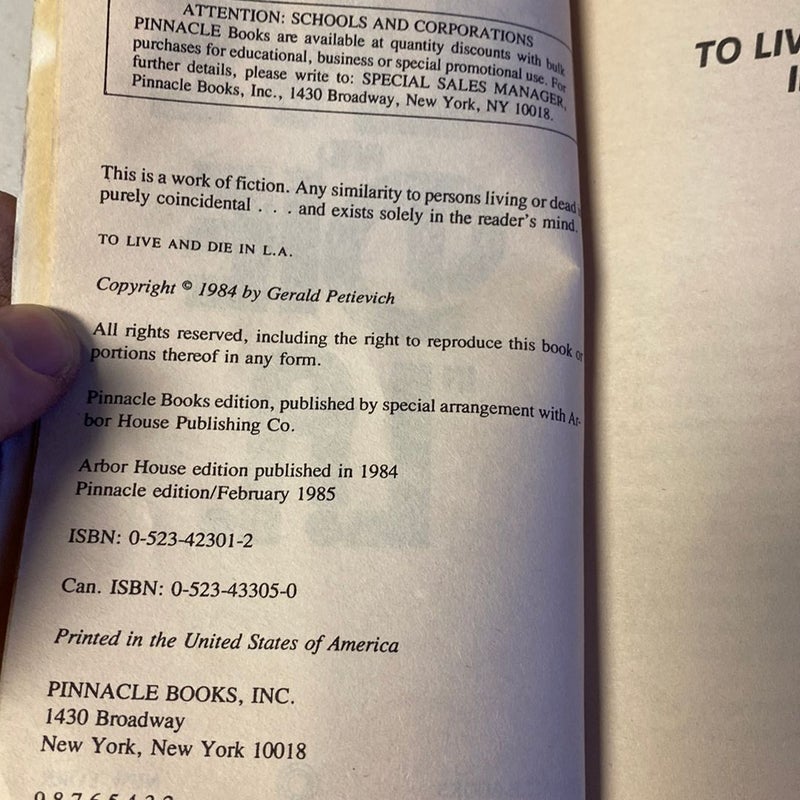 ATTENTION: SCHOOLS AND CORPORATIONS
PINNACLE Books are available at quantity discounts with bulk
purchases for educational, business or special promotional use. For
further details, please write to: SPECIAL SALES MANAGER,
Pinnacle Books, Inc., 1430 Broadway, New York, NY 10018.
This is a work of fiction. Any similarity to persons living or dead
purely coincidental . . . and exists solely in the reader's mind.
TO LIVE AND DIE IN L.A.
Copyright © 1984 by Gerald Petievich
All rights reserved, including the right to reproduce this book or
portions thereof in any form.
Pinnacle Books edition, published by special arrangement with Ar-
bor House Publishing Co.
Arbor House edition published in 1984
Pinnacle edition/February 1985
ISBN: 0-523-42301-2
Can. ISBN: 0-523-43305-0
Printed in the United States of America
PINNACLE BOOKS, INC.
1430 Broadway
New York, New York 10018
TO LIV